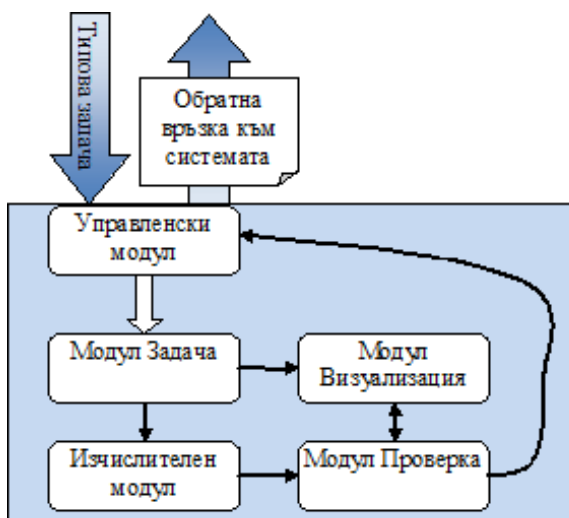 Типова задача
Обратна
връзка към
системата
Управленски
модул
Модул Задача
Модул
Визуализация
Изчислителен
модул
Модул Проверка